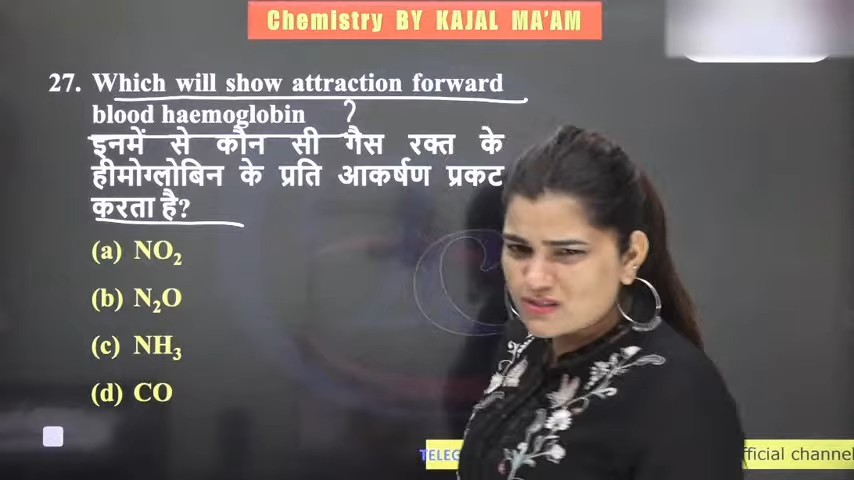 Chemistry BY KAJAL MA'AM
27. Which will show attraction forward
blood haemoglobin ?
इनमें से कौन सी गैस रक्त के
हीमोग्लोबिन के प्रति आकर्षण प्रकट
करता है?
(a) NO₂
(b) N₂O
(c) NH₃
(d) CO
official channel